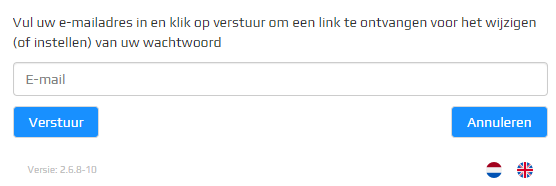 Vul uw e-mailadres in en klik op verstuur om een link te ontvangen voor het wijzigen
(of instellen) van uw wachtwoord
E-mail
Verstuur Annuleren
Versie: 2.6.8-10